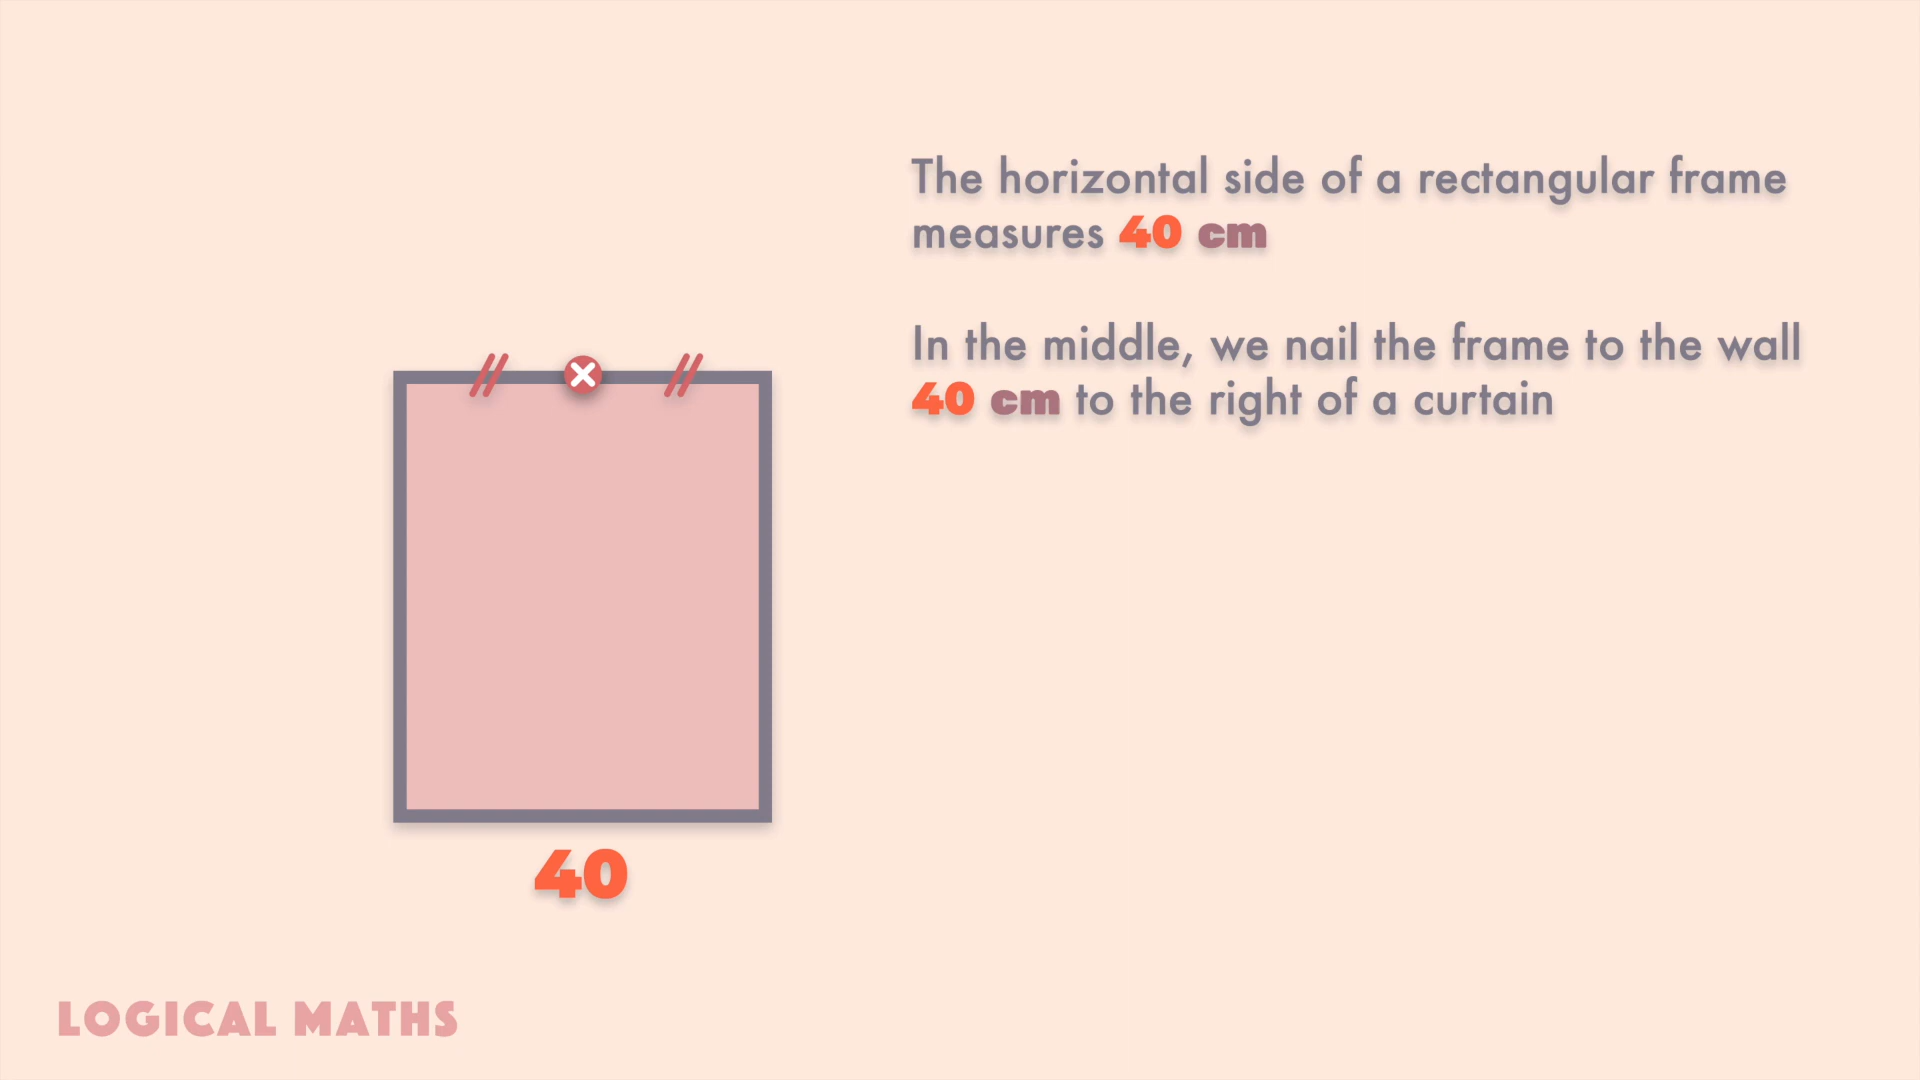 The horizontal side of a rectangular frame
measures 40 cm
In the middle, we nail the frame to the wall
40 cm to the right of a curtain
40
LOGICAL MATHS